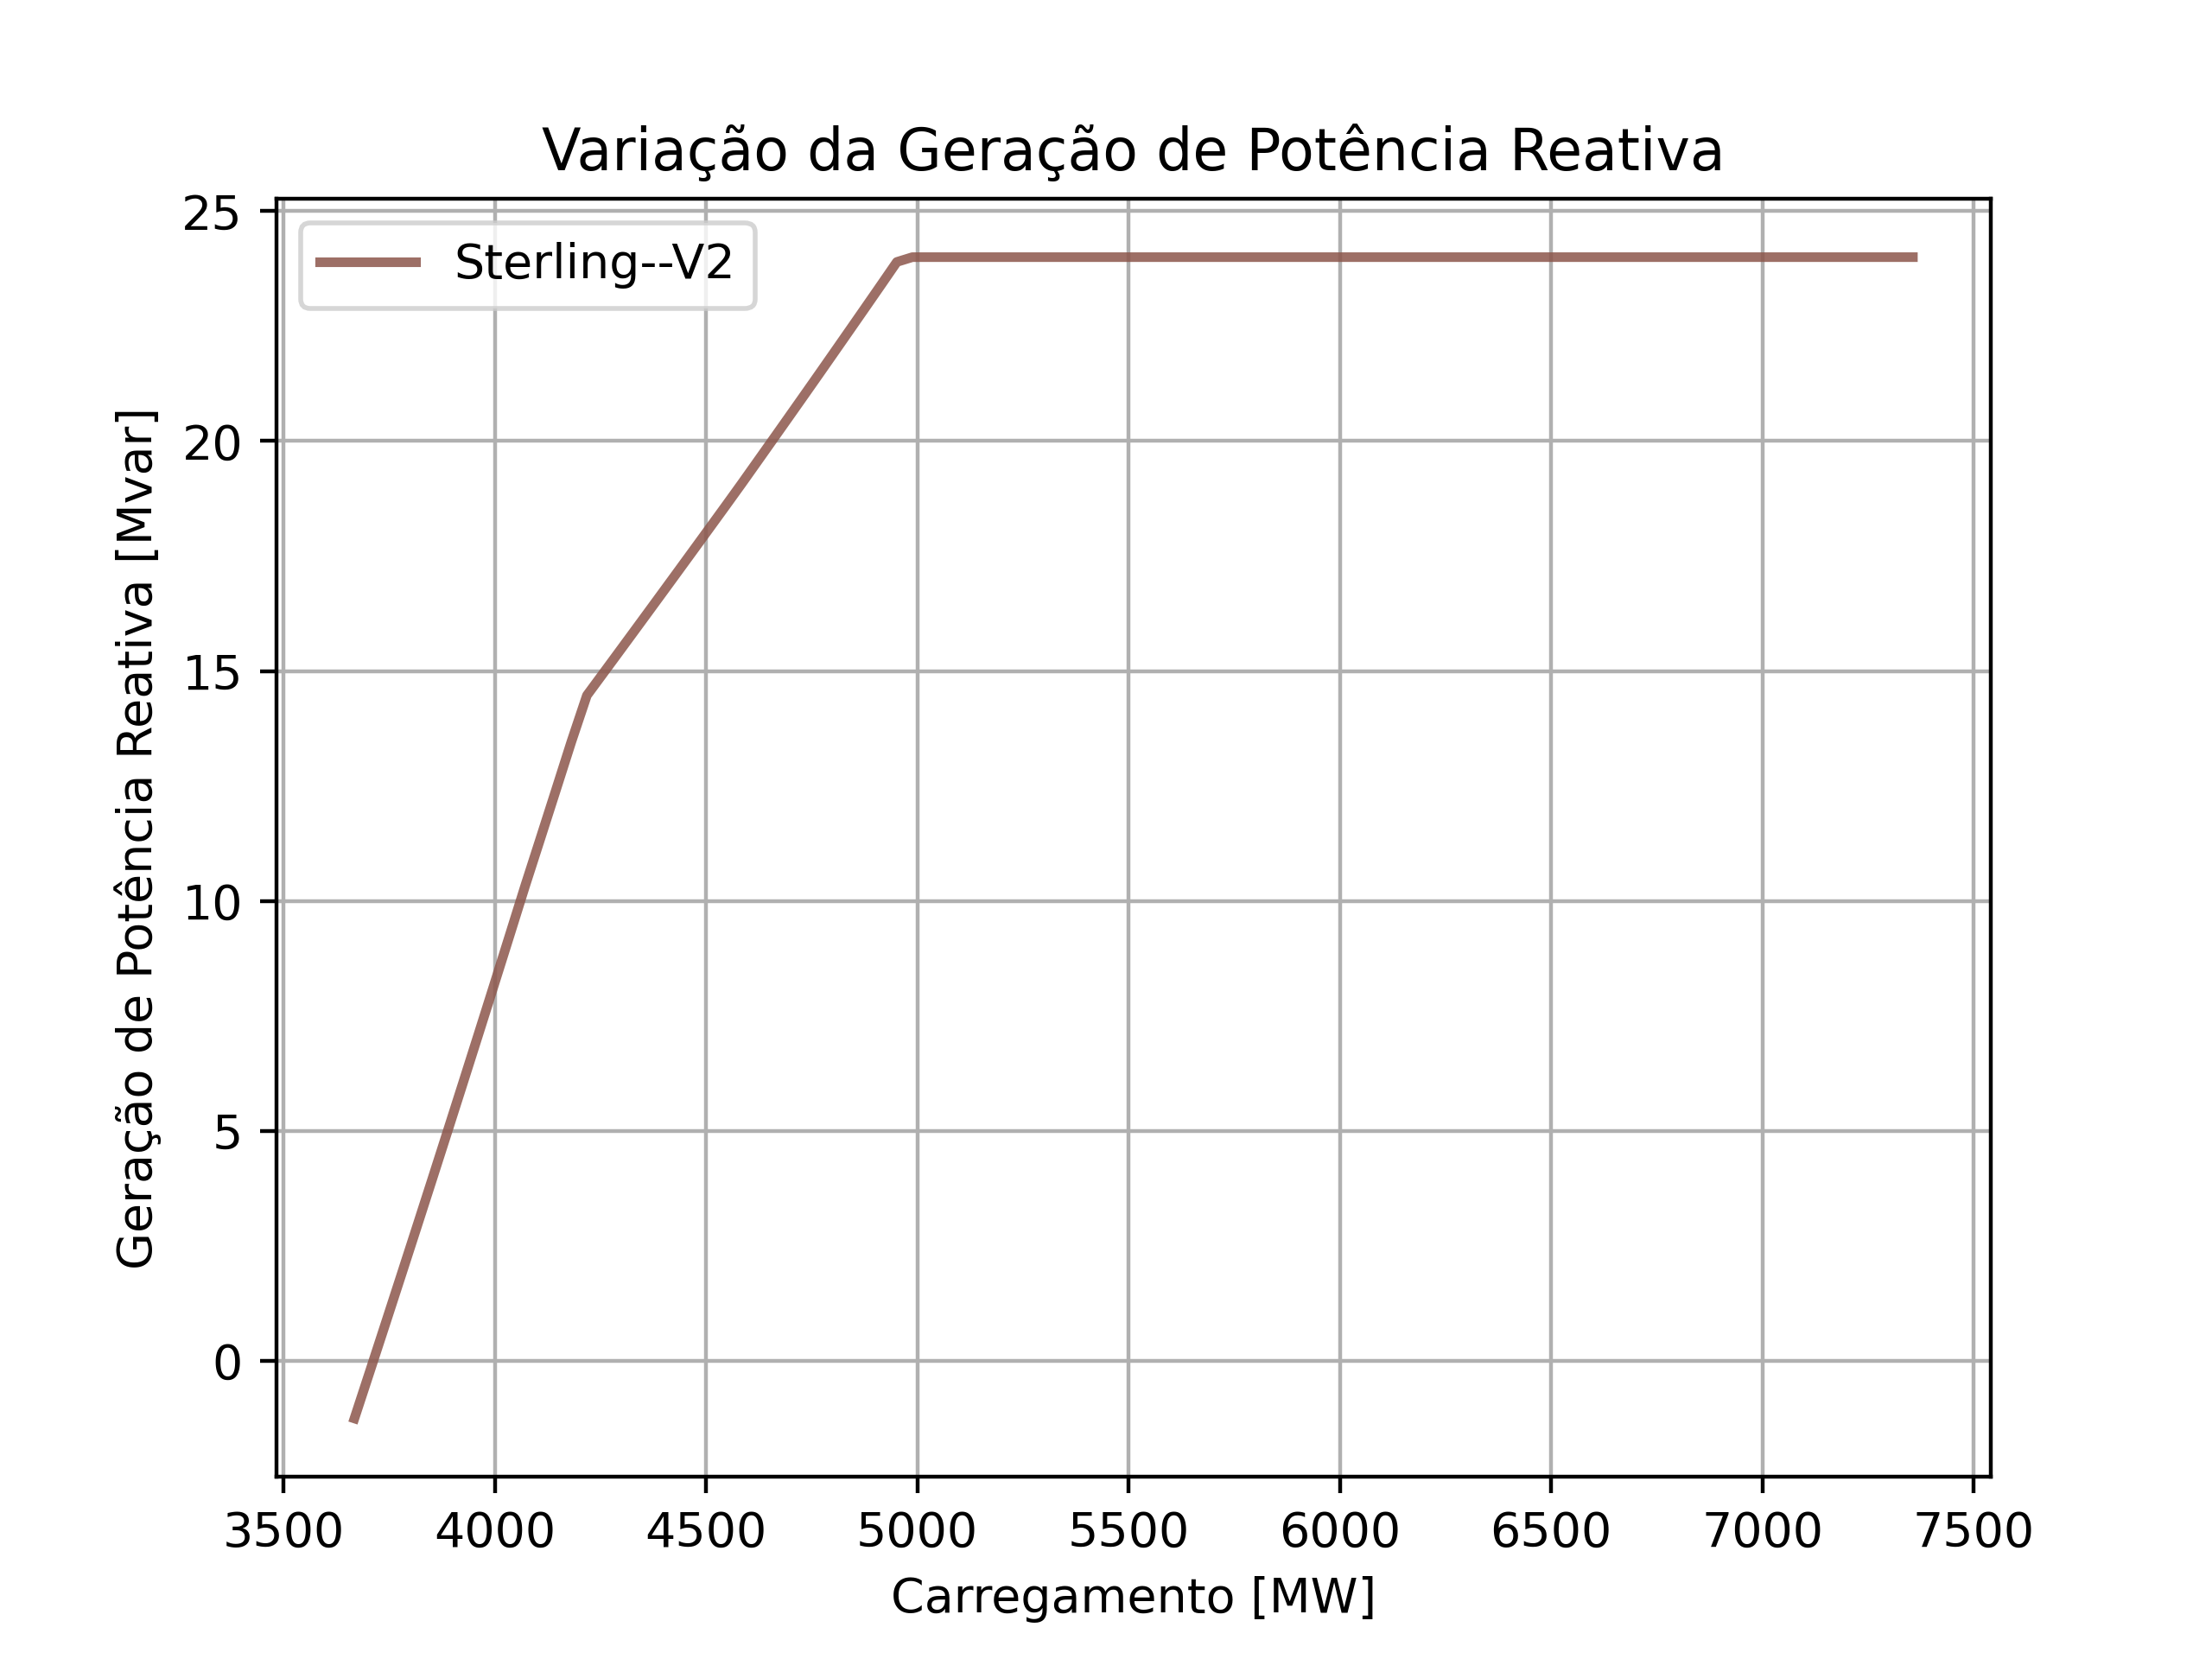 Variação da Geração de Potência Reativa
Sterling--V2
Geração de Potência Reativa [Mvar]
25
20
15
10
5
0
3500 4000 4500 5000 5500 6000 6500 7000 7500
Carregamento [MW]